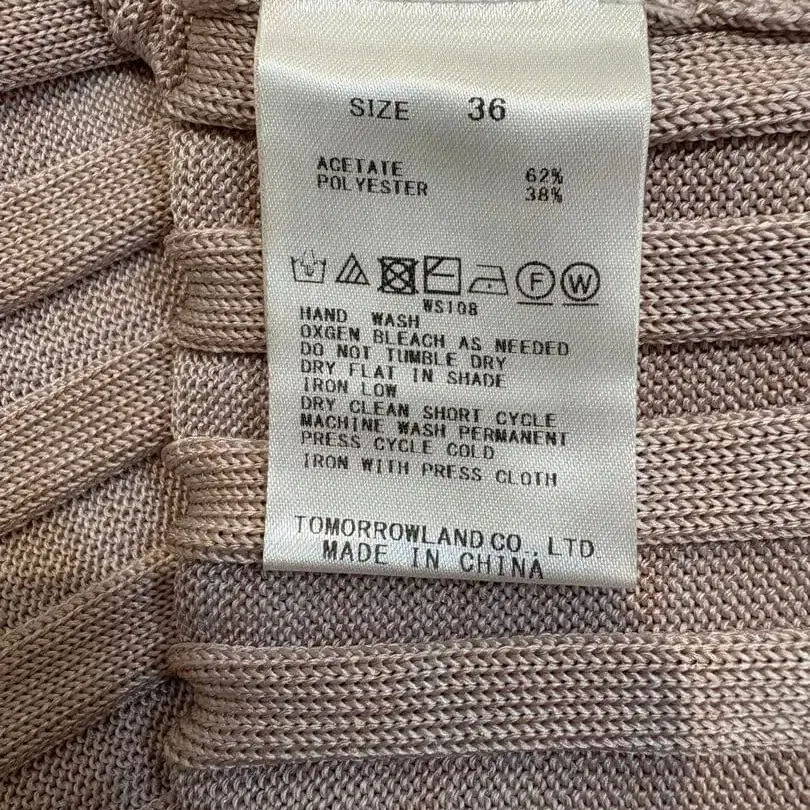 SIZE 36
ACETATE 62%
POLYESTER 38%
F W
WS108
HAND WASH
OXGEN BLEACH AS NEEDED
DO NOT TUMBLE DRY
DRY FLAT IN SHADE
IRON LOW
DRY CLEAN SHORT CYCLE
MACHINE WASH PERMANENT
PRESS CYCLE COLD
IRON WITH PRESS CLOTH
TOMORROWLAND CO., LTD
MADE IN CHINA